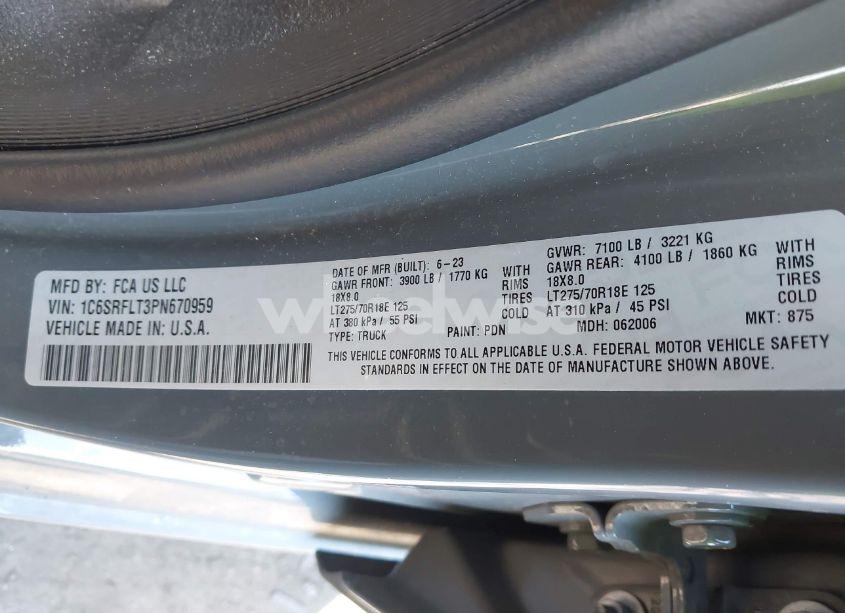 MFD BY: FCA US LLC
VIN: 1C6SRFLT3PN670959
VEHICLE MADE IN: U.S.A.
DATE OF MFR (BUILT): 6-23
GAWR FRONT: 3900 LB / 1770 KG WITH
18X8.0 RIMS
LT275/70R18E 125 TIRES
AT 380 kPa / 55 PSI COLD
TYPE: TRUCK PAINT: PDN
GVWR: 7100 LB / 3221 KG
GAWR REAR: 4100 LB / 1860 KG WITH
18X8.0 RIMS
LT275/70R18E 125 TIRES
AT 310 kPa / 45 PSI COLD
MDH: 062006 MKT: 875
THIS VEHICLE CONFORMS TO ALL APPLICABLE U.S.A. FEDERAL MOTOR VEHICLE SAFETY
STANDARDS IN EFFECT ON THE DATE OF MANUFACTURE SHOWN ABOVE.
wheelwise